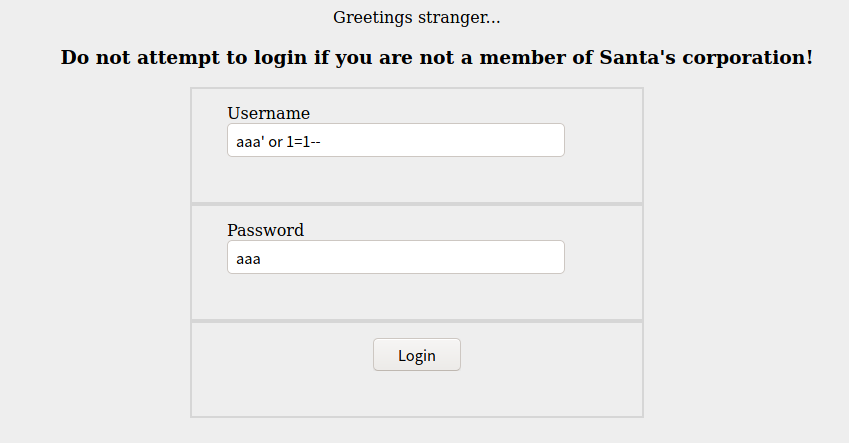 Greetings stranger...
Do not attempt to login if you are not a member of Santa's corporation!
Username
aaa' or 1=1--
Password
aaa
Login